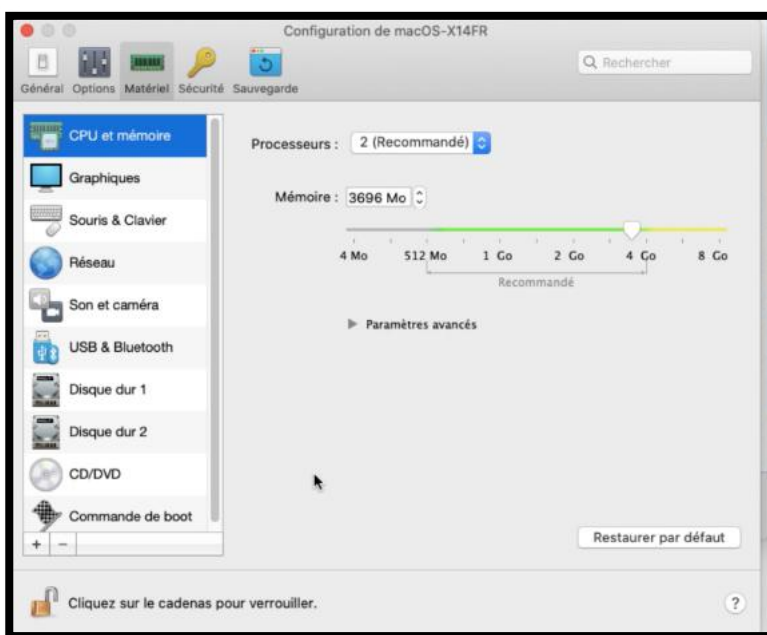 Configuration de macOS-X14FR
Rechercher
Général Options Matériel Sécurité Sauvegarde
CPU et mémoire
Graphiques
Souris & Clavier
Réseau
Son et caméra
USB & Bluetooth
Disque dur 1
Disque dur 2
CD/DVD
Commande de boot
+ −
Processeurs : 2 (Recommandé)
Mémoire : 3696 Mo
4 Mo 512 Mo 1 Go 2 Go 4 Go 8 Go
Recommandé
Paramètres avancés
Restaurer par défaut
Cliquez sur le cadenas pour verrouiller.
?